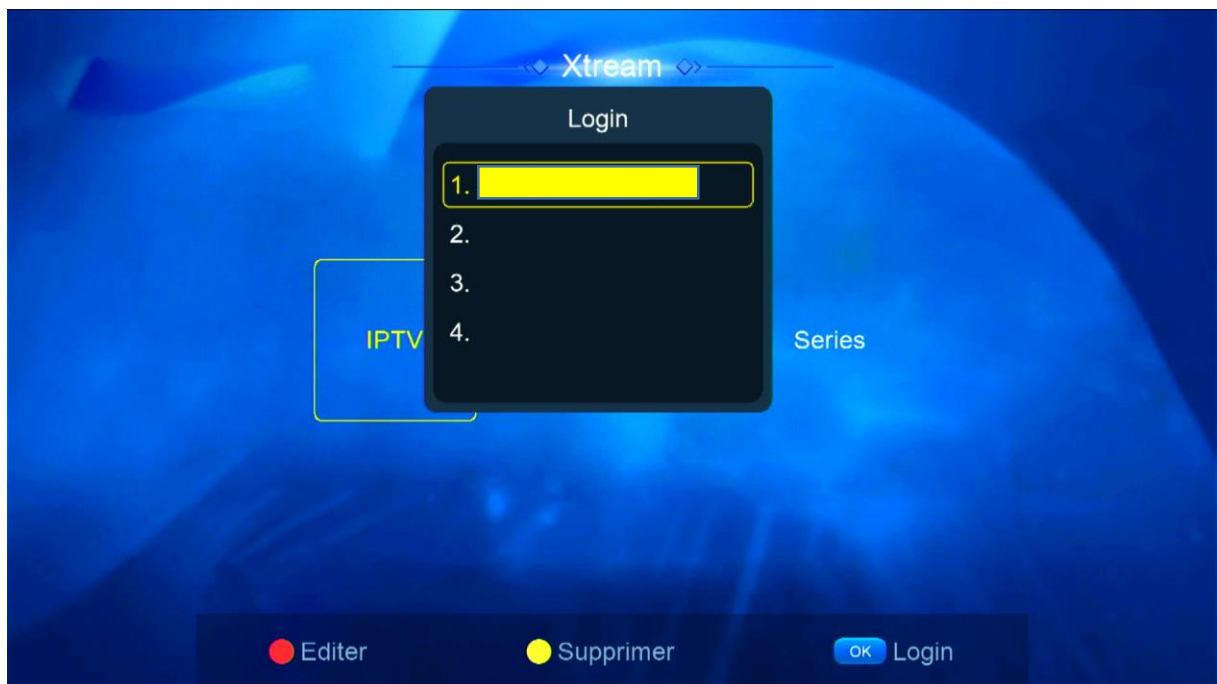 Xtream
Login
1.
2.
3.
4.
IPTV
Series
Editer
Supprimer
OK Login